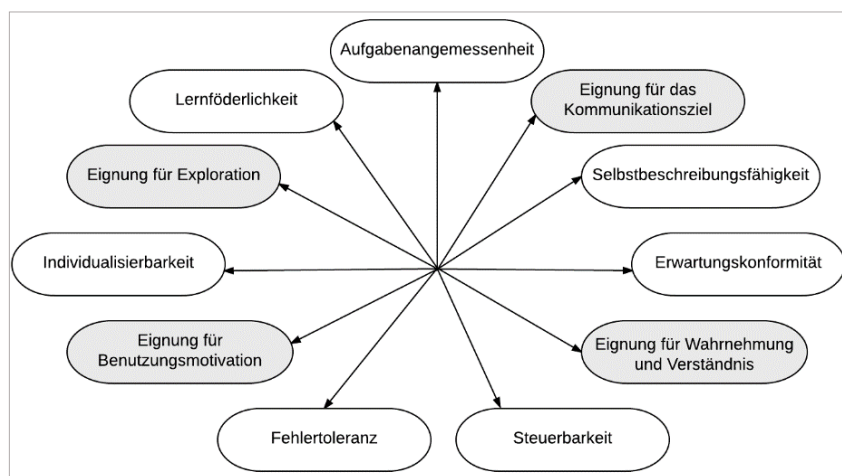 Aufgabenangemessenheit
Eignung für das
Kommunikationsziel
Lernföderlichkeit
Eignung für Exploration
Selbstbeschreibungsfähigkeit
Individualisierbarkeit
Erwartungskonformität
Eignung für
Benutzungsmotivation
Eignung für Wahrnehmung
und Verständnis
Fehlertoleranz
Steuerbarkeit